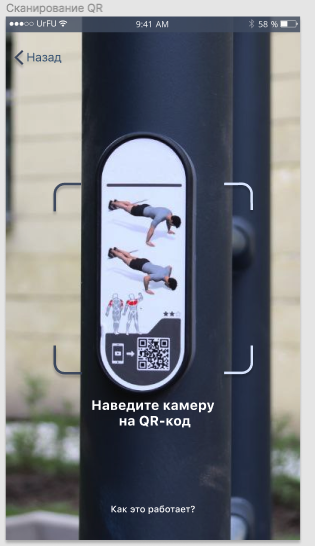 Сканирование QR
UrFU 9:41 AM 58 %
Назад
Наведите камеру
на QR-код
Как это работает?